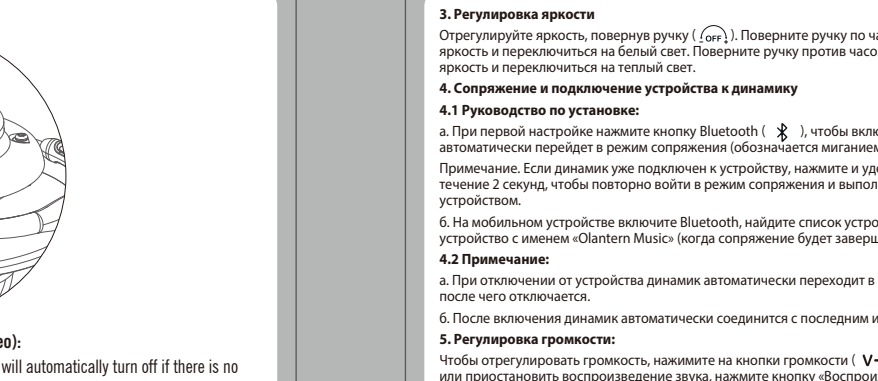 eo):
will automatically turn off if there is no
3. Регулировка яркости
Отрегулируйте яркость, повернув ручку ( OFF ). Поверните ручку по ча
яркость и переключиться на белый свет. Поверните ручку против часо
яркость и переключиться на теплый свет.
4. Сопряжение и подключение устройства к динамику
4.1 Руководство по установке:
а. При первой настройке нажмите кнопку Bluetooth ( ), чтобы вклю
автоматически перейдет в режим сопряжения (обозначается миганием
Примечание. Если динамик уже подключен к устройству, нажмите и уде
течение 2 секунд, чтобы повторно войти в режим сопряжения и выпол
устройством.
б. На мобильном устройстве включите Bluetooth, найдите список устро
устройство с именем «Olantern Music» (когда сопряжение будет заверш
4.2 Примечание:
а. При отключении от устройства динамик автоматически переходит в
после чего отключается.
б. После включения динамик автоматически соединится с последним и
5. Регулировка громкости:
Чтобы отрегулировать громкость, нажмите на кнопки громкости ( V-
или приостановить воспроизведение звука, нажмите кнопку «Воспрои